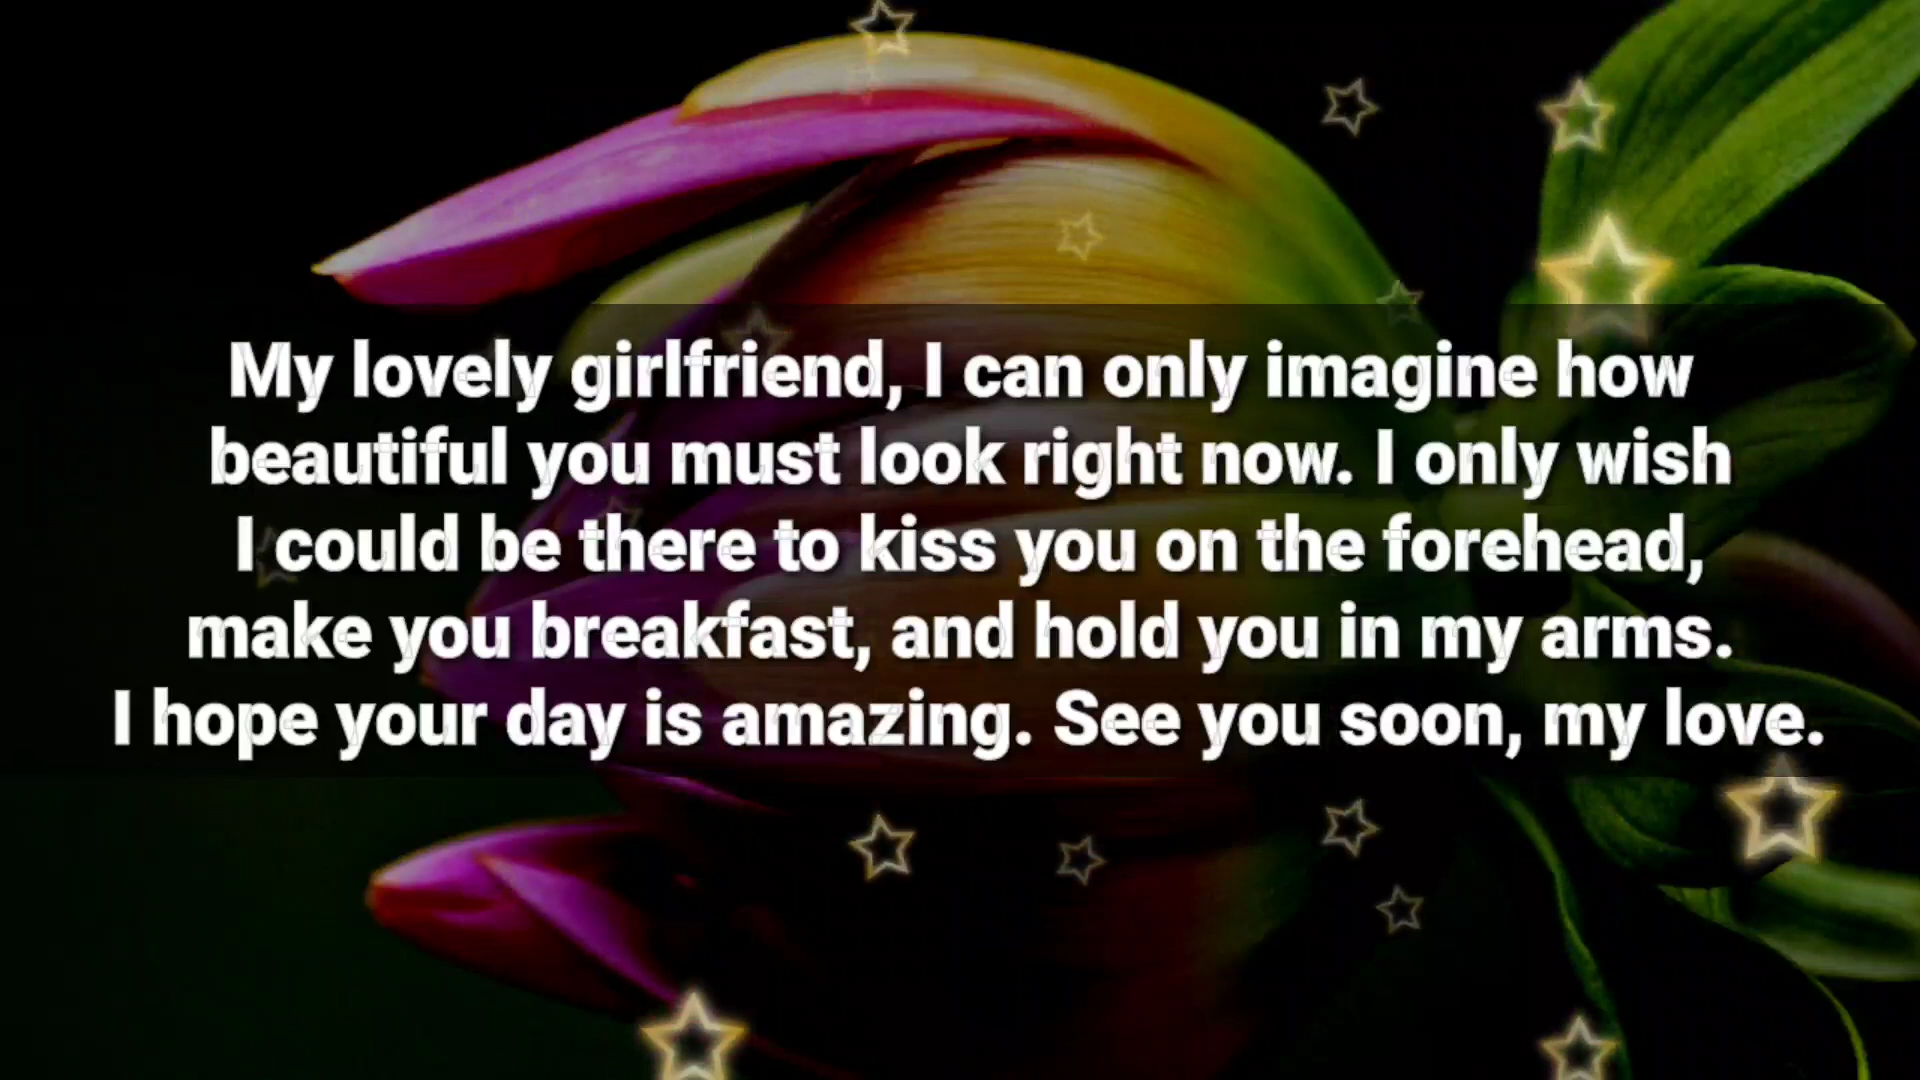 My lovely girlfriend, I can only imagine how
beautiful you must look right now. I only wish
I could be there to kiss you on the forehead,
make you breakfast, and hold you in my arms.
I hope your day is amazing. See you soon, my love.